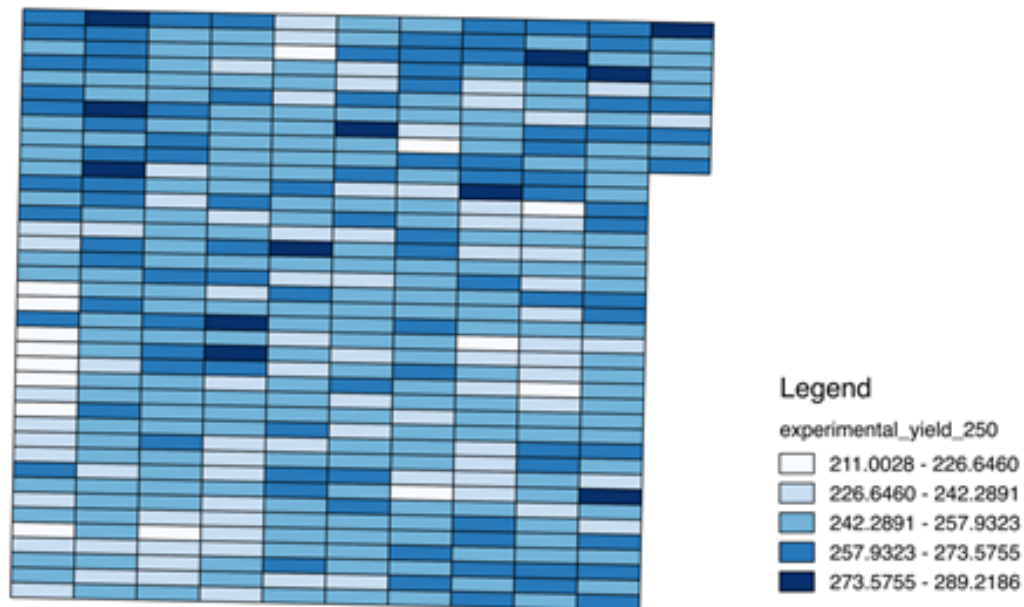 Legend
experimental_yield_250
211.0028 - 226.6460
226.6460 - 242.2891
242.2891 - 257.9323
257.9323 - 273.5755
273.5755 - 289.2186